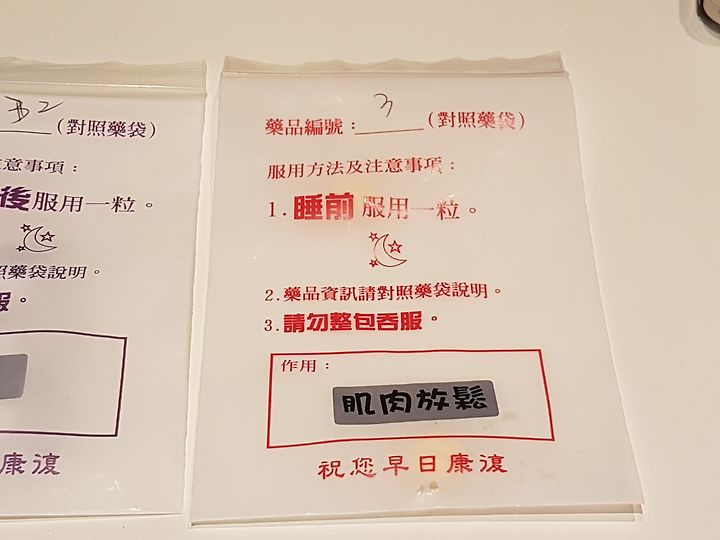 B2
(對照藥袋)
意事項：
後服用一粒。
照藥袋說明。
服。
康復
藥品編號：3(對照藥袋)
服用方法及注意事項：
1.睡前服用一粒。
2.藥品資訊請對照藥袋說明。
3.請勿整包吞服。
作用：
肌肉放鬆
祝您早日康復